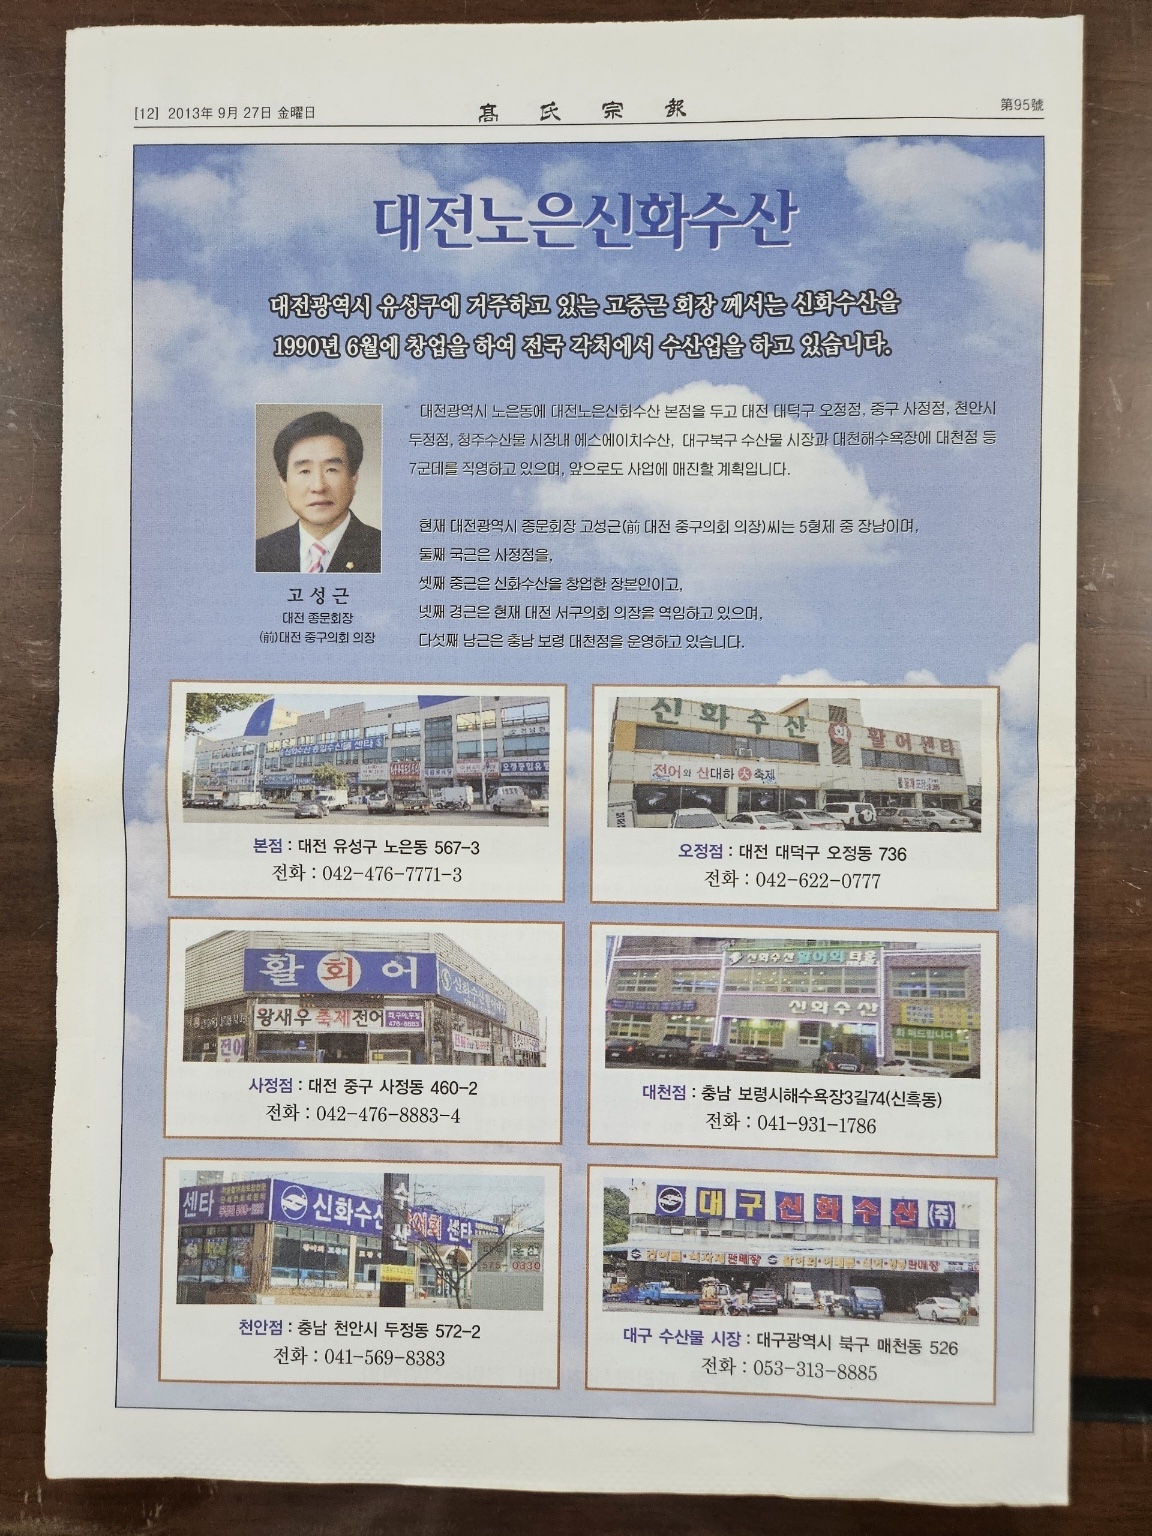 [12] 2013年 9月 27日 金曜日
髙氏宗報
第95號
대전노은신화수산
대전광역시 유성구에 거주하고 있는 고중근 회장 께서는 신화수산을
1990년 6월에 창업을 하여 전국 각처에서 수산업을 하고 있습니다.
대전광역시 노은동에 대전노은신화수산 본점을 두고 대전 대덕구 오정점, 중구 사정점, 천안시
두정점, 청주수산물 시장내 에스에이치수산, 대구북구 수산물 시장과 대천해수욕장에 대천점 등
7군데를 직영하고 있으며, 앞으로도 사업에 매진할 계획입니다.
현재 대전광역시 종문회장 고성근(前 대전 중구의회 의장)씨는 5형제 중 장남이며,
둘째 국근은 사정점을,
셋째 중근은 신화수산을 창업한 장본인이고,
넷째 경근은 현재 대전 서구의회 의장을 역임하고 있으며,
다섯째 남근은 충남 보령 대천점을 운영하고 있습니다.
고성근
대전 종문회장
(前)대전 중구의회 의장
본점 : 대전 유성구 노은동 567-3
전화 : 042-476-7771-3
신화수산 회 활어센타
전어와 산대하 大 축제
오정점 : 대전 대덕구 오정동 736
전화 : 042-622-0777
활회어
왕새우축제전어
476-8883
전어
사정점 : 대전 중구 사정동 460-2
전화 : 042-476-8883-4
신화수산 활어회 타운
신화수산
대천점 : 충남 보령시해수욕장3길74(신흑동)
전화 : 041-931-1786
센타
신화수산
수산
센타
575-0330
천안점 : 충남 천안시 두정동 572-2
전화 : 041-569-8383
대구신화수산(주)
대구 수산물 시장 : 대구광역시 북구 매천동 526
전화 : 053-313-8885